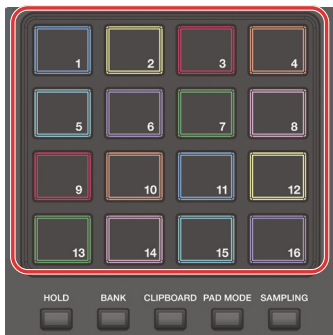 1 2 3 4
5 6 7 8
9 10 11 12
13 14 15 16
HOLD BANK CLIPBOARD PAD MODE SAMPLING